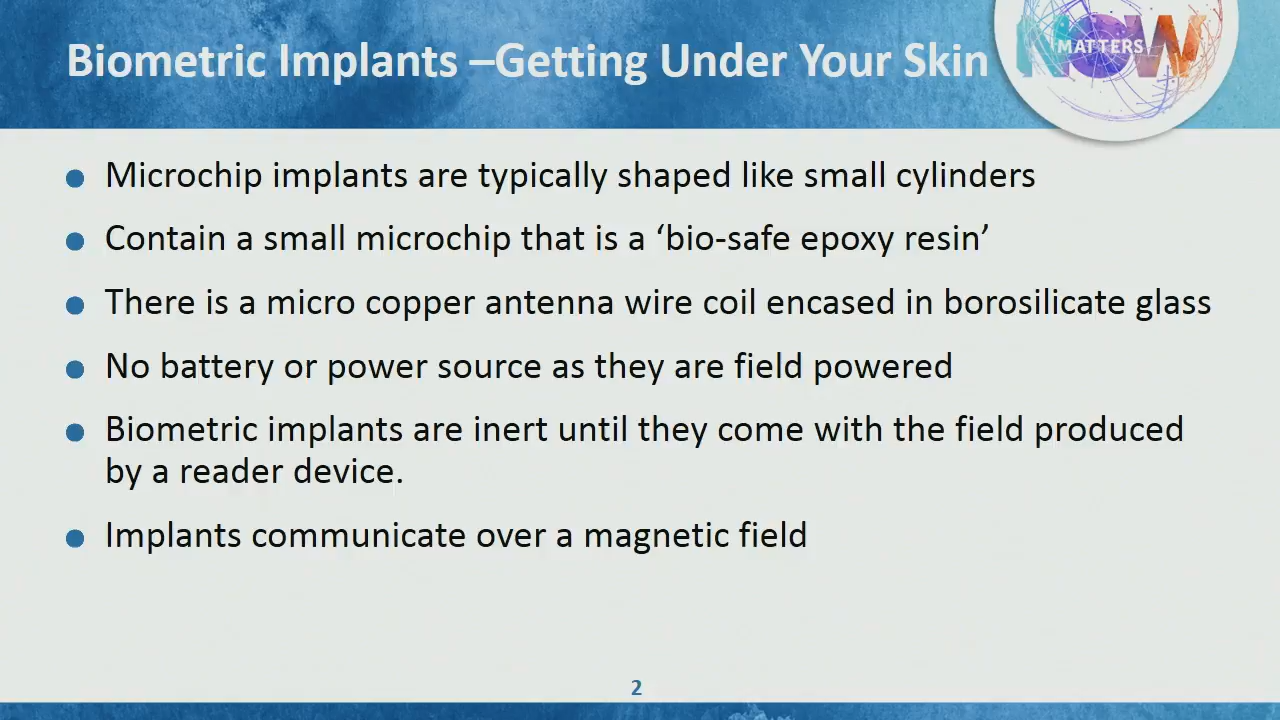 Biometric Implants –Getting Under Your Skin
NOW
MATTERS
Microchip implants are typically shaped like small cylinders
Contain a small microchip that is a ‘bio-safe epoxy resin’
There is a micro copper antenna wire coil encased in borosilicate glass
No battery or power source as they are field powered
Biometric implants are inert until they come with the field produced
by a reader device.
Implants communicate over a magnetic field
2